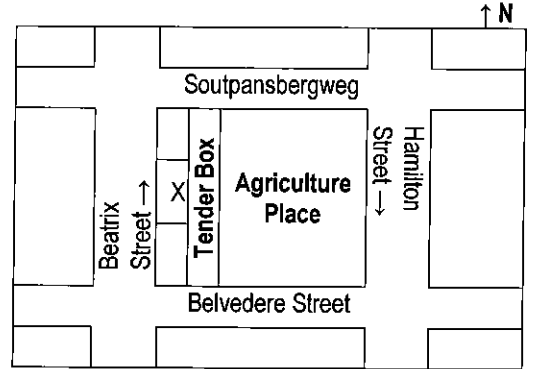 ↑ N
Soutpansbergweg
Beatrix
Street →
X
Tender Box
Agriculture
Place
Hamilton
Street →
Belvedere Street